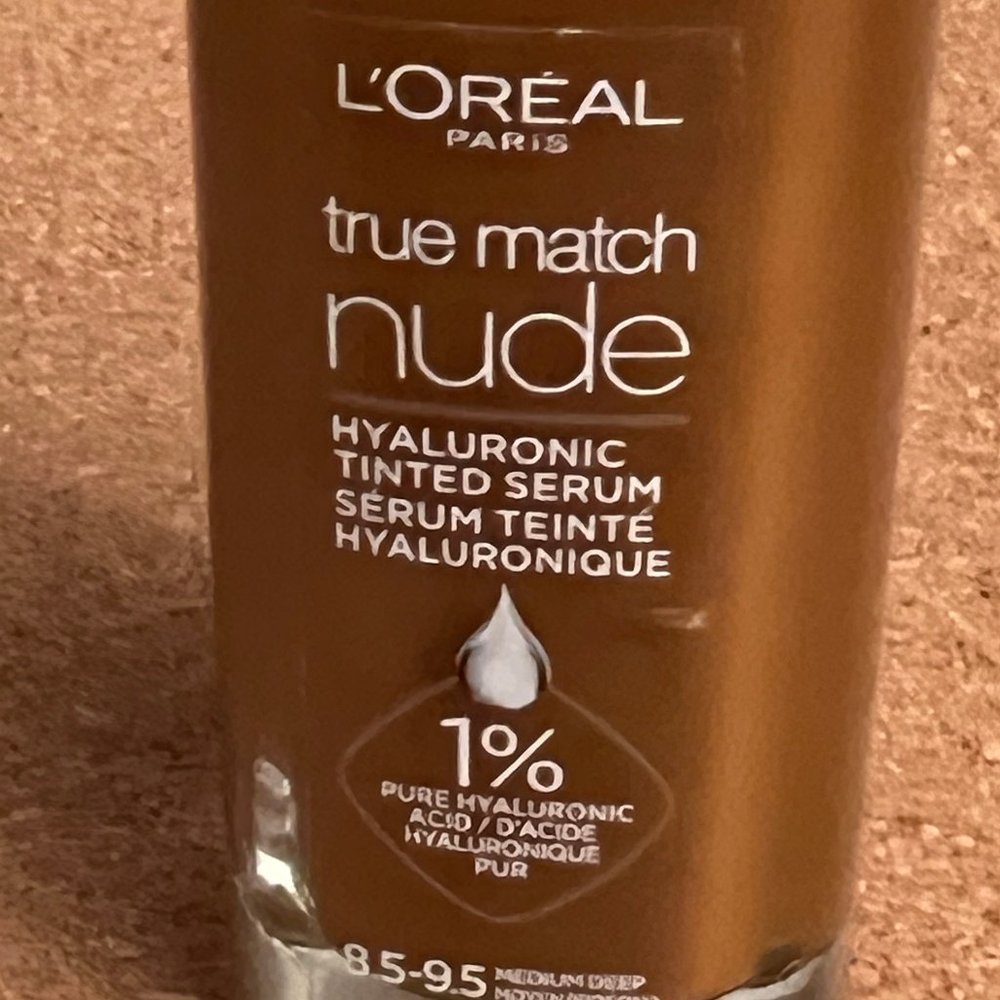 L'ORÉAL
PARIS
true match
nude
HYALURONIC
TINTED SERUM
SÉRUM TEINTÉ
HYALURONIQUE
1%
PURE HYALURONIC
ACID / D'ACIDE
HYALURONIQUE
PUR
8.5-9.5 MEDIUM DEEP